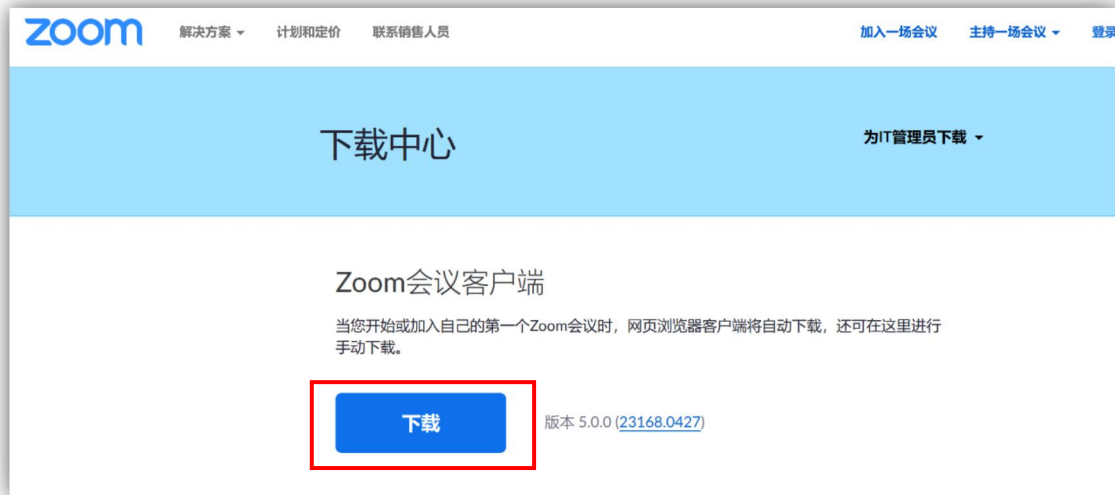 zoom 解决方案 计划和定价 联系销售人员 加入一场会议 主持一场会议 登录
下载中心 为IT管理员下载
Zoom会议客户端
当您开始或加入自己的第一个Zoom会议时，网页浏览器客户端将自动下载，还可在这里进行
手动下载。
下载 版本 5.0.0 (23168.0427)